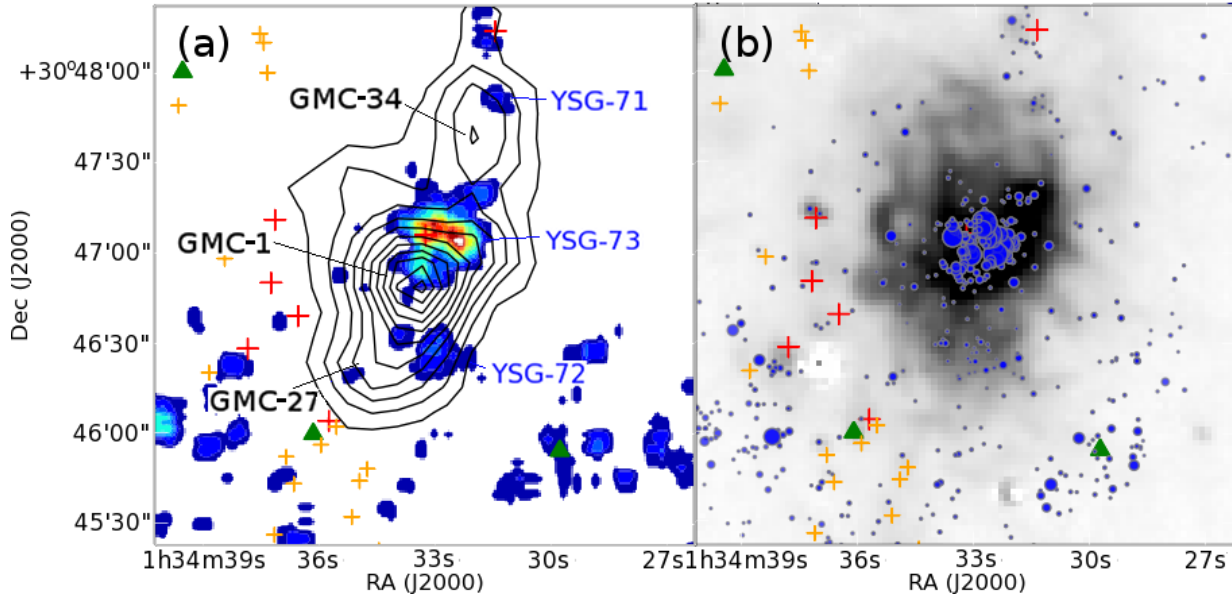 (a)
(b)
+30°48'00"
GMC-34
YSG-71
47'30"
GMC-1
YSG-73
47'00"
Dec (J2000)
46'30"
YSG-72
GMC-27
46'00"
45'30"
1h34m39s
36s
33s
30s
27s
36s
33s
30s
27s
RA (J2000)
RA (J2000)